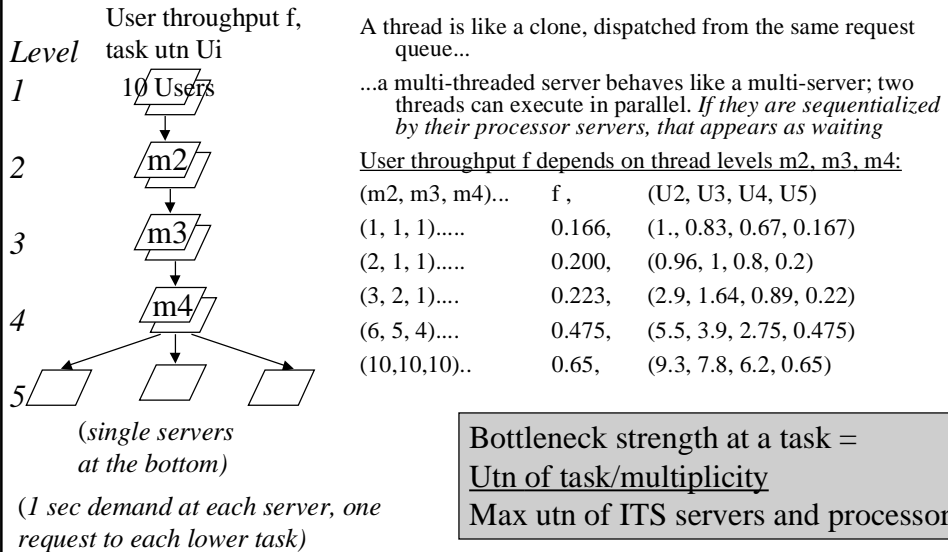 User throughput f,
task utn Ui
Level
1
10 Users
2
m2
3
m3
4
m4
5
(single servers
at the bottom)
(1 sec demand at each server, one
request to each lower task)
A thread is like a clone, dispatched from the same request
queue...
...a multi-threaded server behaves like a multi-server; two
threads can execute in parallel. If they are sequentialized
by their processor servers, that appears as waiting
User throughput f depends on thread levels m2, m3, m4:
(m2, m3, m4)... f , (U2, U3, U4, U5)
(1, 1, 1)..... 0.166, (1., 0.83, 0.67, 0.167)
(2, 1, 1)..... 0.200, (0.96, 1, 0.8, 0.2)
(3, 2, 1).... 0.223, (2.9, 1.64, 0.89, 0.22)
(6, 5, 4).... 0.475, (5.5, 3.9, 2.75, 0.475)
(10,10,10).. 0.65, (9.3, 7.8, 6.2, 0.65)
Bottleneck strength at a task =
Utn of task/multiplicity
Max utn of ITS servers and processor